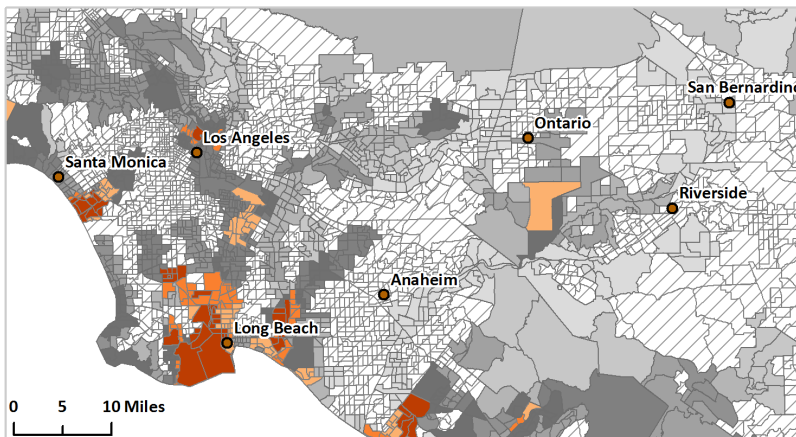 San Bernardino
Ontario
Los Angeles
Santa Monica
Riverside
Anaheim
Long Beach
0 5 10 Miles